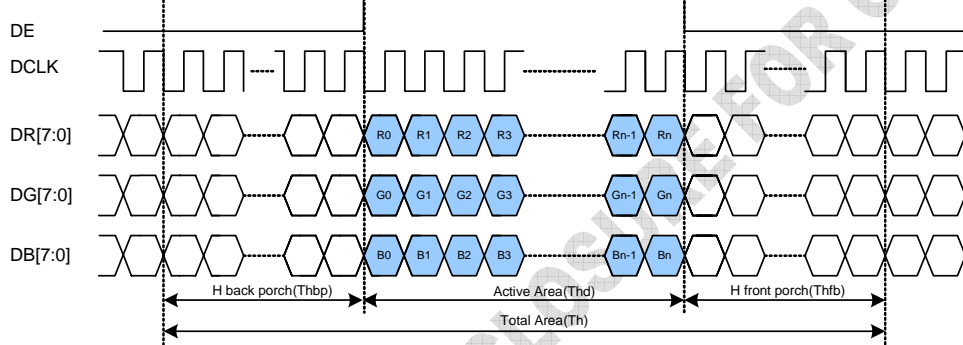 DE
DCLK
DR[7:0]
R0 R1 R2 R3 Rn-1 Rn
DG[7:0]
G0 G1 G2 G3 Gn-1 Gn
DB[7:0]
B0 B1 B2 B3 Bn-1 Bn
H back porch(Thbp) Active Area(Thd) H front porch(Thfb)
Total Area(Th)
CLOSURE FOR